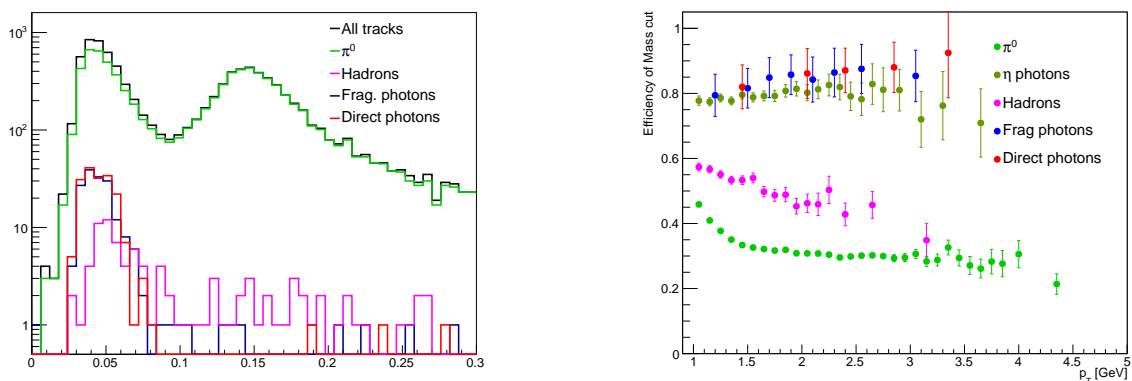 10³
10²
10
1
0 0.05 0.1 0.15 0.2 0.25 0.3
All tracks
π⁰
Hadrons
Frag. photons
Direct photons
Efficiency of Mass cut
1
0.8
0.6
0.4
0.2
0
1 1.5 2 2.5 3 3.5 4 4.5 5
p_T [GeV]
π⁰
η photons
Hadrons
Frag photons
Direct photons